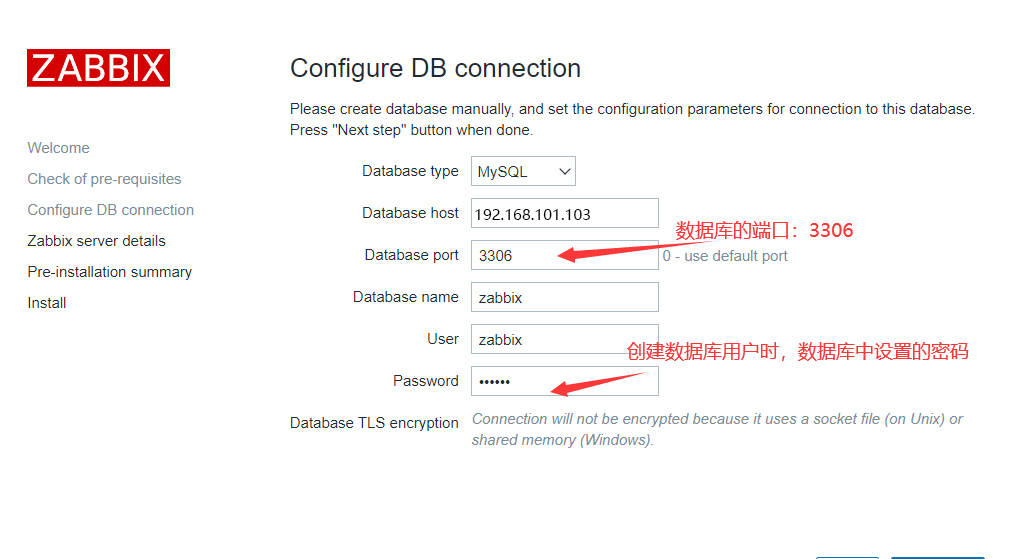 ZABBIX
Welcome
Check of pre-requisites
Configure DB connection
Zabbix server details
Pre-installation summary
Install
Configure DB connection
Please create database manually, and set the configuration parameters for connection to this database.
Press "Next step" button when done.
Database type MySQL
Database host 192.168.101.103
数据库的端口：3306
Database port 3306 0 - use default port
Database name zabbix
User zabbix
创建数据库用户时，数据库中设置的密码
Password ••••••
Database TLS encryption Connection will not be encrypted because it uses a socket file (on Unix) or
shared memory (Windows).